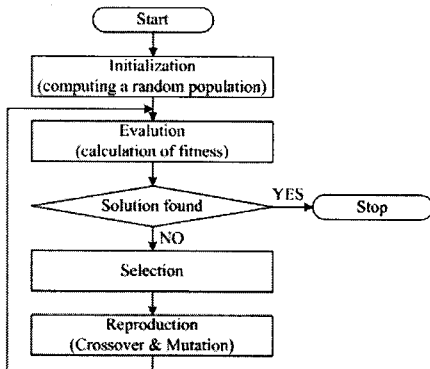 Start
Initialization
(computing a random population)
Evalution
(calculation of fitness)
Solution found
YES
Stop
NO
Selection
Reproduction
(Crossover & Mutation)